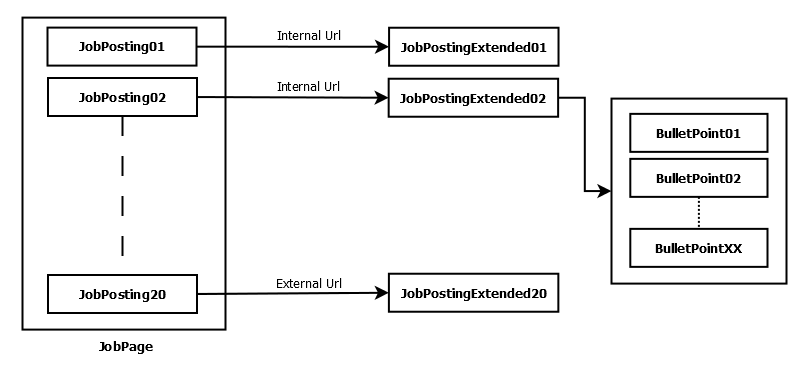 JobPosting01
Internal Url
JobPostingExtended01
JobPosting02
Internal Url
JobPostingExtended02
BulletPoint01
BulletPoint02
BulletPointXX
JobPosting20
External Url
JobPostingExtended20
JobPage